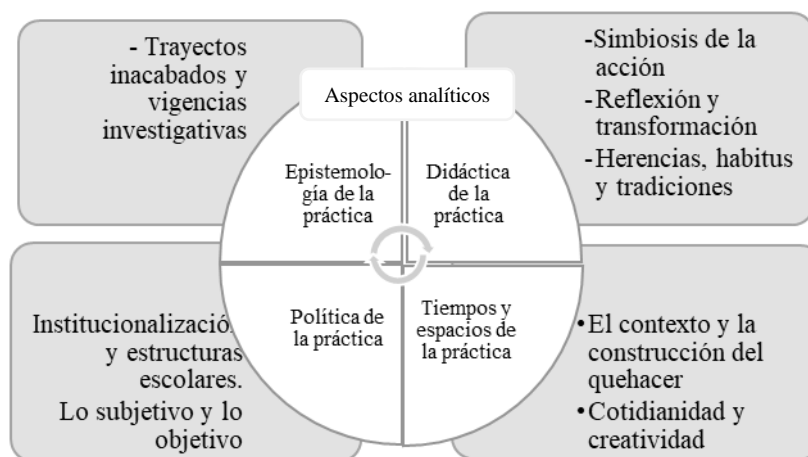 - Trayectos
inacabados y
vigencias
investigativas
-Simbiosis de la
acción
-Reflexión y
transformación
-Herencias, habitus
y tradiciones
Aspectos analíticos
Epistemolo-
gía de la
práctica
Didáctica
de la
práctica
Política de
la práctica
Tiempos y
espacios de
la práctica
Institucionalización
y estructuras
escolares.
Lo subjetivo y lo
objetivo
•El contexto y la
construcción del
quehacer
•Cotidianidad y
creatividad